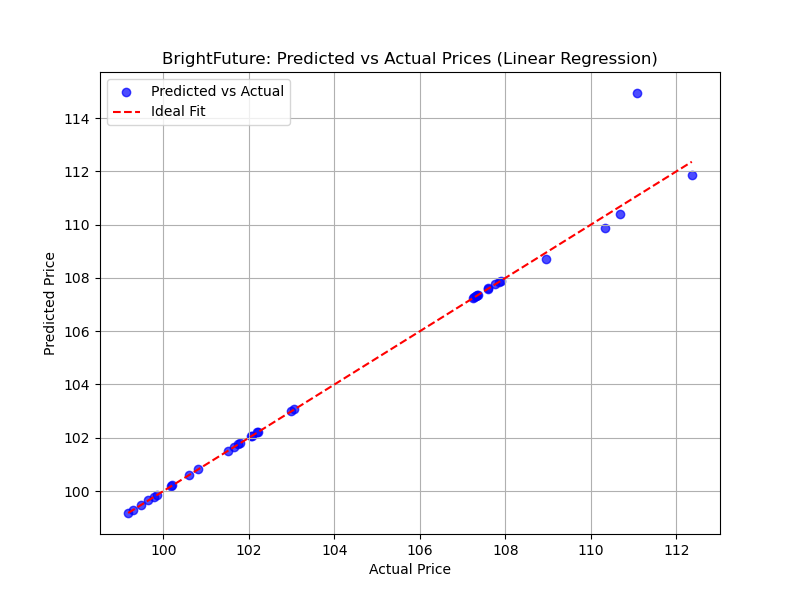 BrightFuture: Predicted vs Actual Prices (Linear Regression)
Predicted vs Actual
Ideal Fit
114
112
110
108
106
104
102
100
Predicted Price
100 102 104 106 108 110 112
Actual Price